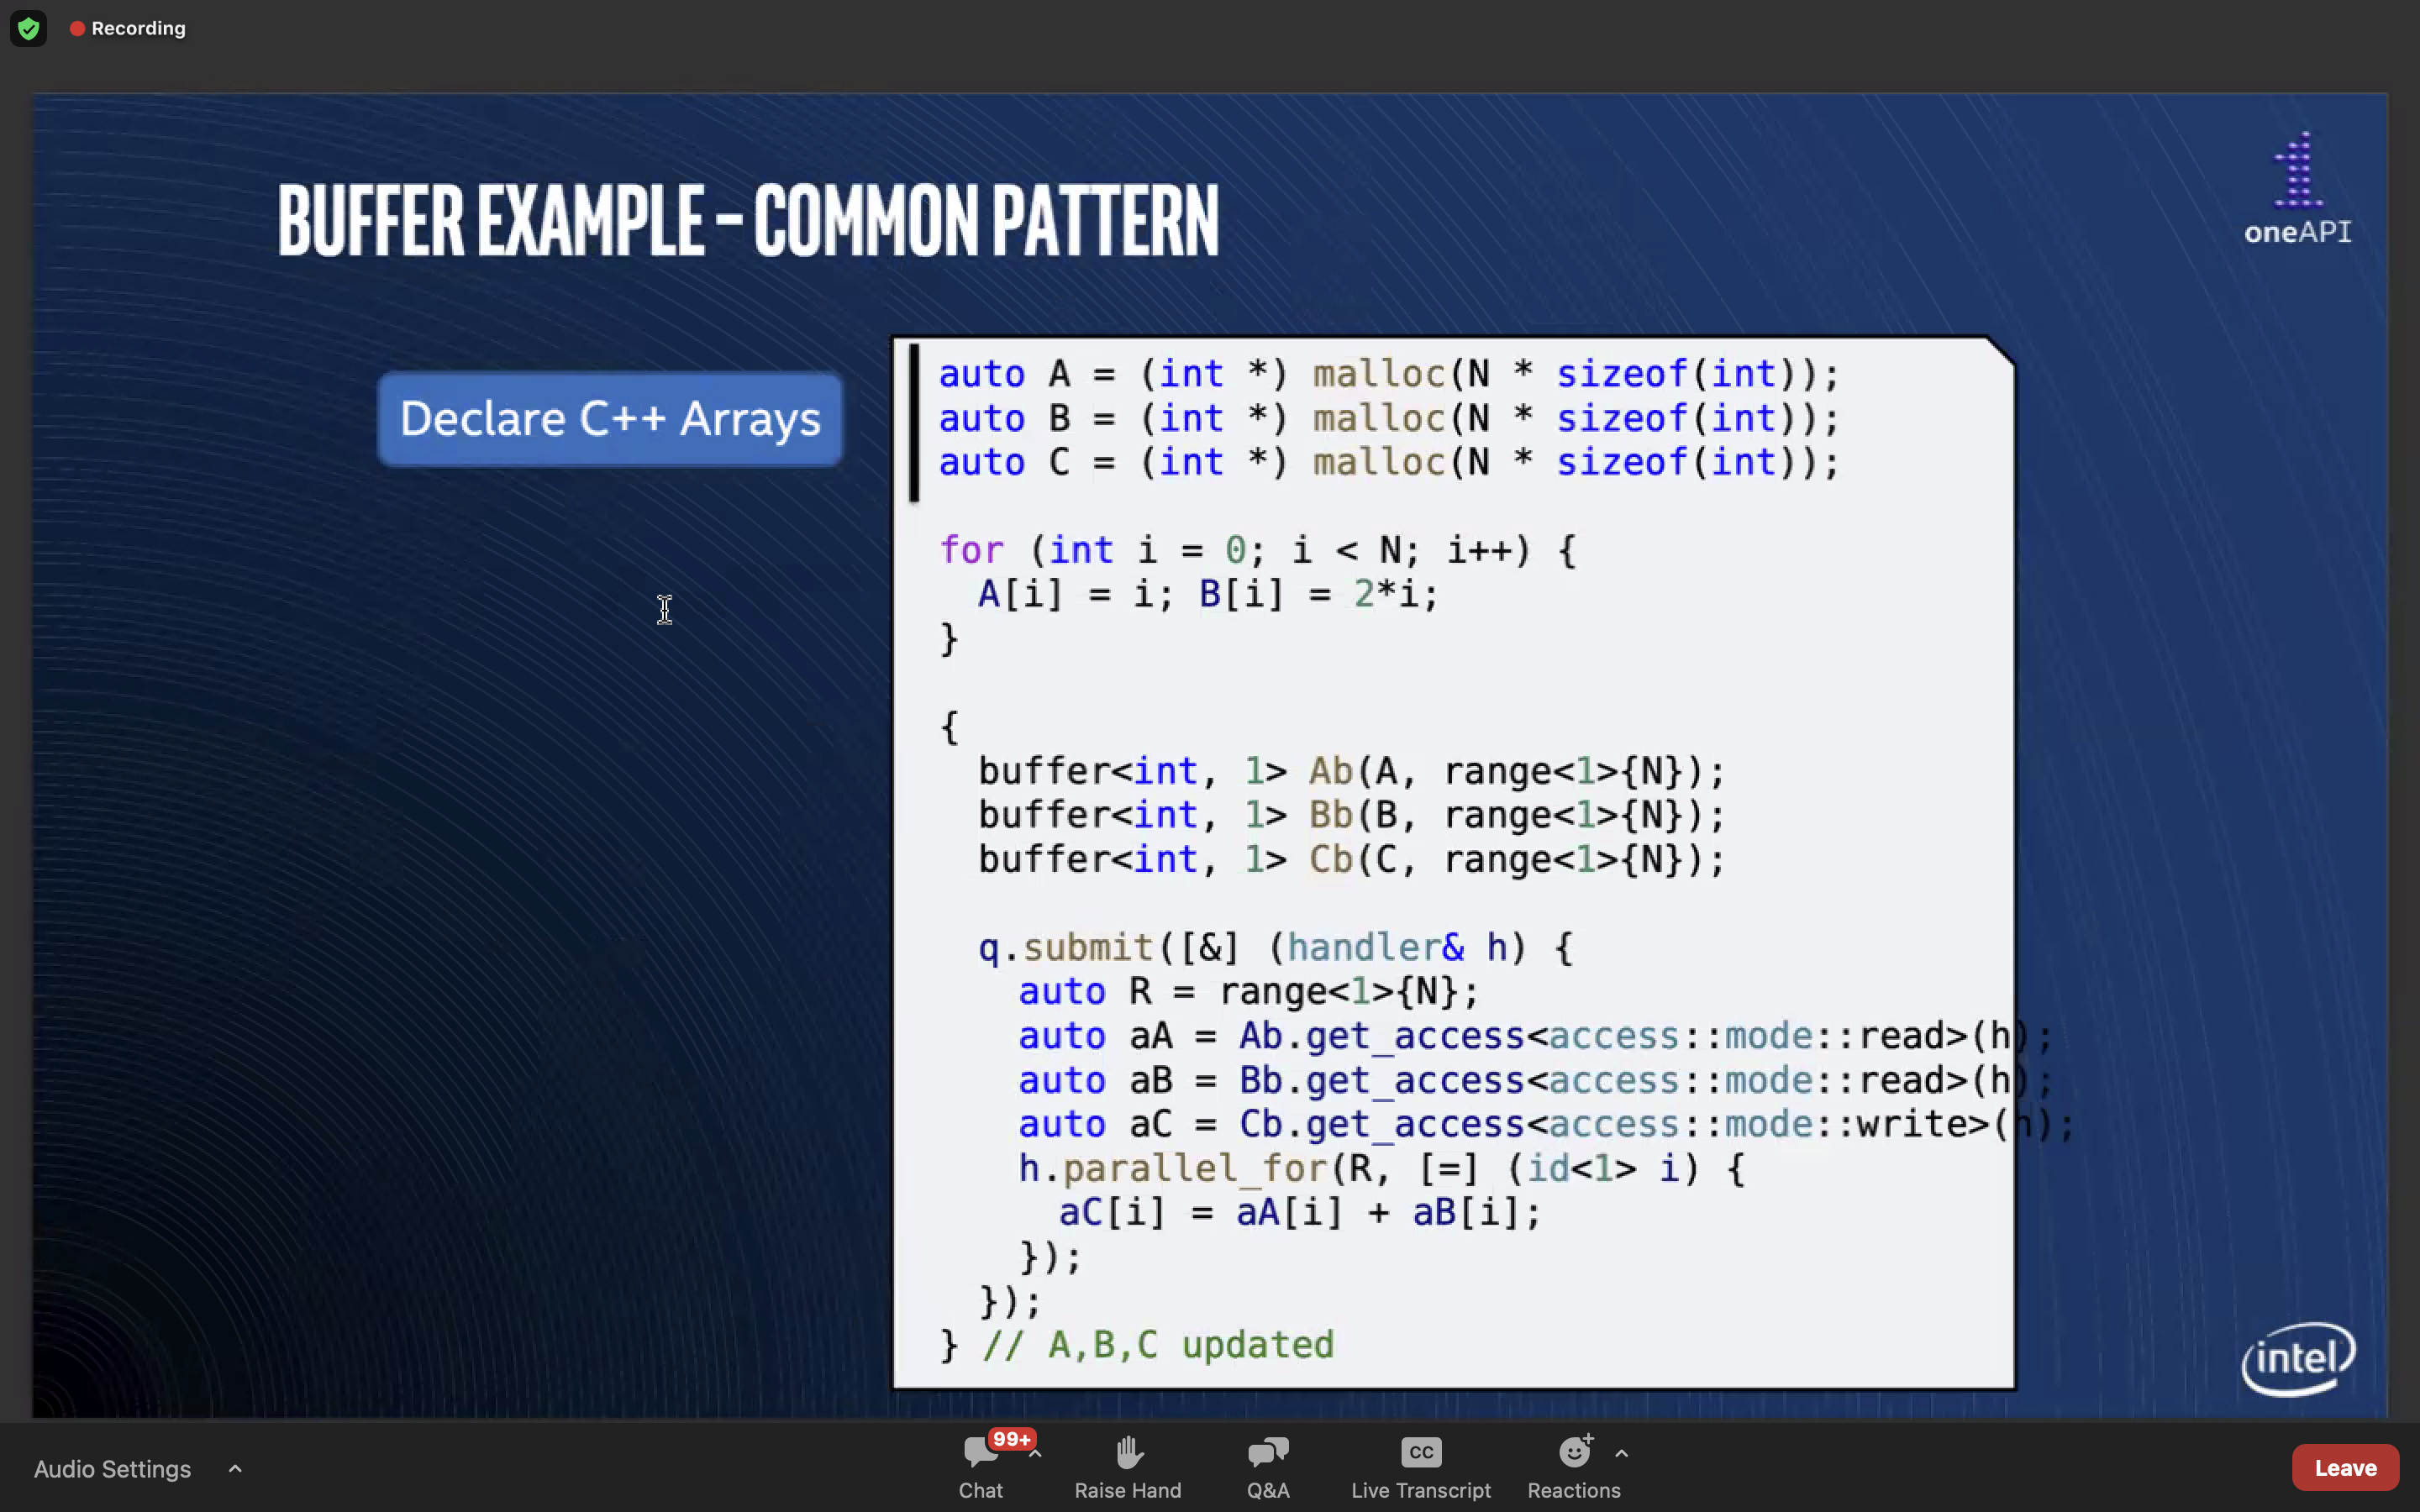 Recording
BUFFER EXAMPLE – COMMON PATTERN
oneAPI
Declare C++ Arrays
auto A = (int *) malloc(N * sizeof(int));
auto B = (int *) malloc(N * sizeof(int));
auto C = (int *) malloc(N * sizeof(int));
for (int i = 0; i < N; i++) {
A[i] = i; B[i] = 2*i;
}
{
buffer<int, 1> Ab(A, range<1>{N});
buffer<int, 1> Bb(B, range<1>{N});
buffer<int, 1> Cb(C, range<1>{N});
q.submit([&] (handler& h) {
auto R = range<1>{N};
auto aA = Ab.get_access<access::mode::read>(h);
auto aB = Bb.get_access<access::mode::read>(h);
auto aC = Cb.get_access<access::mode::write>(h);
h.parallel_for(R, [=] (id<1> i) {
aC[i] = aA[i] + aB[i];
});
});
} // A,B,C updated
intel
Audio Settings
99+
Chat
Raise Hand
Q&A
CC
Live Transcript
Reactions
Leave